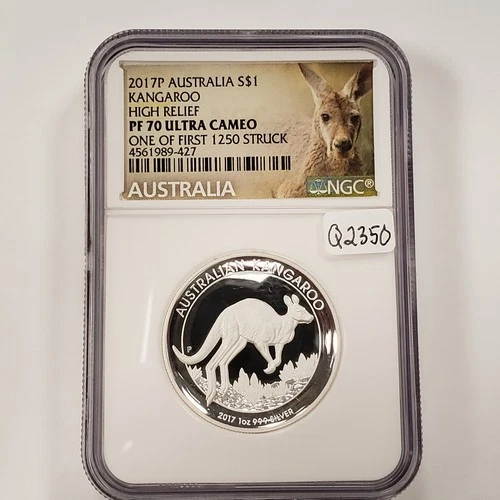 2017P AUSTRALIA S$1
KANGAROO
HIGH RELIEF
PF 70 ULTRA CAMEO
ONE OF FIRST 1250 STRUCK
4561989-427
AUSTRALIA
NGC®
Q2350
AUSTRALIAN KANGAROO
P
2017 1oz 999 SILVER